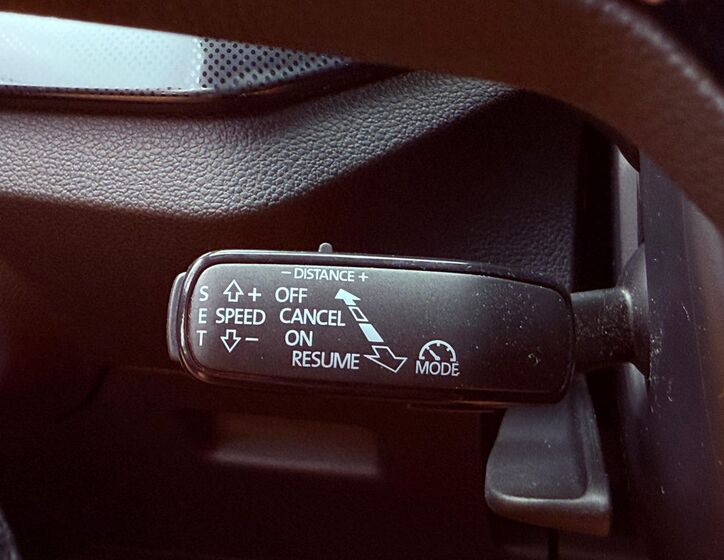 − DISTANCE +
S + OFF
E SPEED CANCEL
T − ON
RESUME
MODE